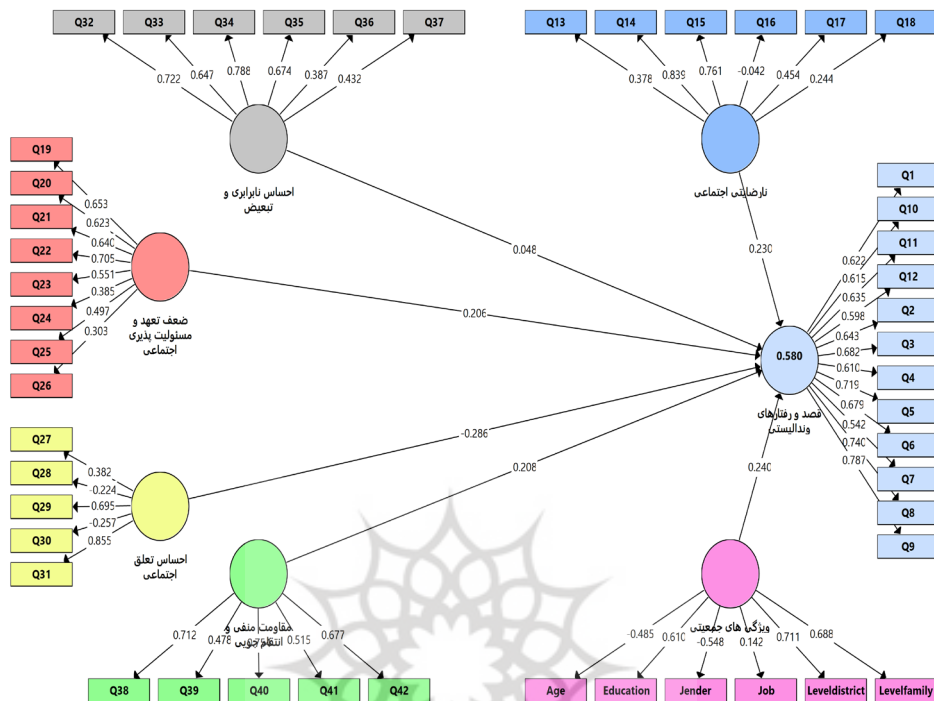 Q32 Q33 Q34 Q35 Q36 Q37
0.722 0.647 0.788 0.674 0.387 0.432
احساس نابرابری و
تبعیض
Q13 Q14 Q15 Q16 Q17 Q18
0.378 0.839 0.761 -0.042 0.454 0.244
نارضایتی اجتماعی
Q19
Q20
Q21
Q22
Q23
Q24
Q25
Q26
0.653
0.623
0.640
0.705
0.551
0.385
0.497
0.303
ضعف تعهد و
مسئولیت پذیری
اجتماعی
Q27
Q28
Q29
Q30
Q31
0.382
-0.224
0.695
-0.257
0.855
احساس تعلق
اجتماعی
0.048
0.230
0.206
-0.286
0.208
0.240
0.580
قصد و رفتارهای
وندالیستی
0.622
0.615
0.635
0.598
0.643
0.682
0.610
0.719
0.679
0.542
0.740
0.787
Q1
Q10
Q11
Q12
Q2
Q3
Q4
Q5
Q6
Q7
Q8
Q9
مقاومت منفی و
انتقام جویی
0.712 0.478 0.515 0.677
Q38 Q39 Q40 Q41 Q42
ویژگی های جمعیتی
-0.485 0.610 -0.548 0.142 0.711 0.688
Age Education Jender Job Leveldistrict Levelfamily